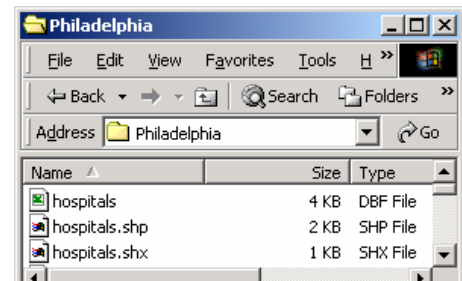 Philadelphia
File Edit View Favorites Tools H »
Back Search Folders »
Address Philadelphia Go
Name Size Type
hospitals 4 KB DBF File
hospitals.shp 2 KB SHP File
hospitals.shx 1 KB SHX File